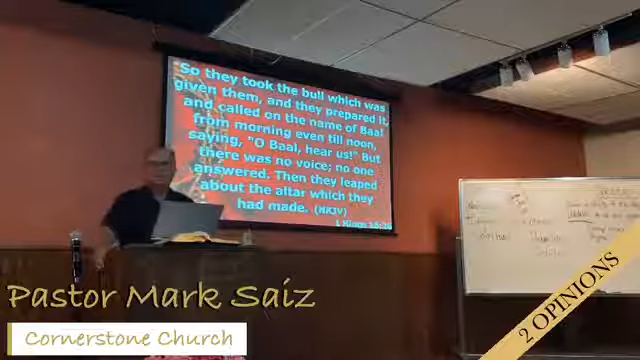 So they took the bull which was
given them, and they prepared it,
and called on the name of Baal
from morning even till noon,
saying, "O Baal, hear us!" But
there was no voice; no one
answered. Then they leaped
about the altar which they
had made. (NKJV)
1 Kings 18:26
Pastor Mark Saiz
Cornerstone Church
2 OPINIONS